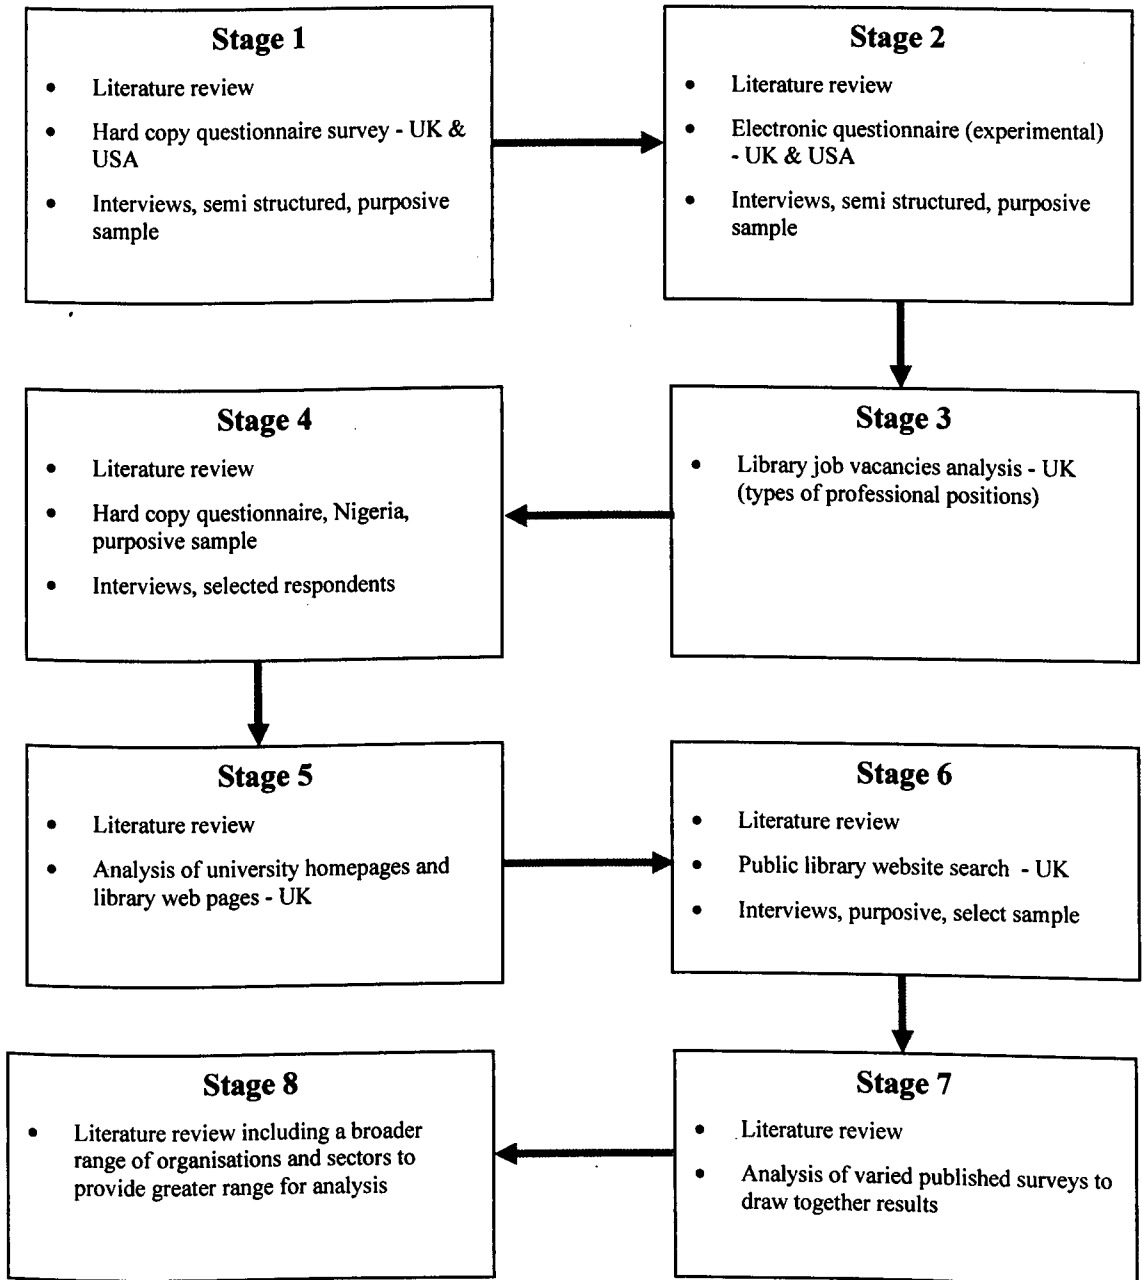 Stage 1
• Literature review
• Hard copy questionnaire survey - UK &
USA
• Interviews, semi structured, purposive
sample
Stage 2
• Literature review
• Electronic questionnaire (experimental)
- UK & USA
• Interviews, semi structured, purposive
sample
Stage 3
• Library job vacancies analysis - UK
(types of professional positions)
Stage 4
• Literature review
• Hard copy questionnaire, Nigeria,
purposive sample
• Interviews, selected respondents
Stage 5
• Literature review
• Analysis of university homepages and
library web pages - UK
Stage 6
• Literature review
• Public library website search - UK
• Interviews, purposive, select sample
Stage 7
• Literature review
• Analysis of varied published surveys to
draw together results
Stage 8
• Literature review including a broader
range of organisations and sectors to
provide greater range for analysis